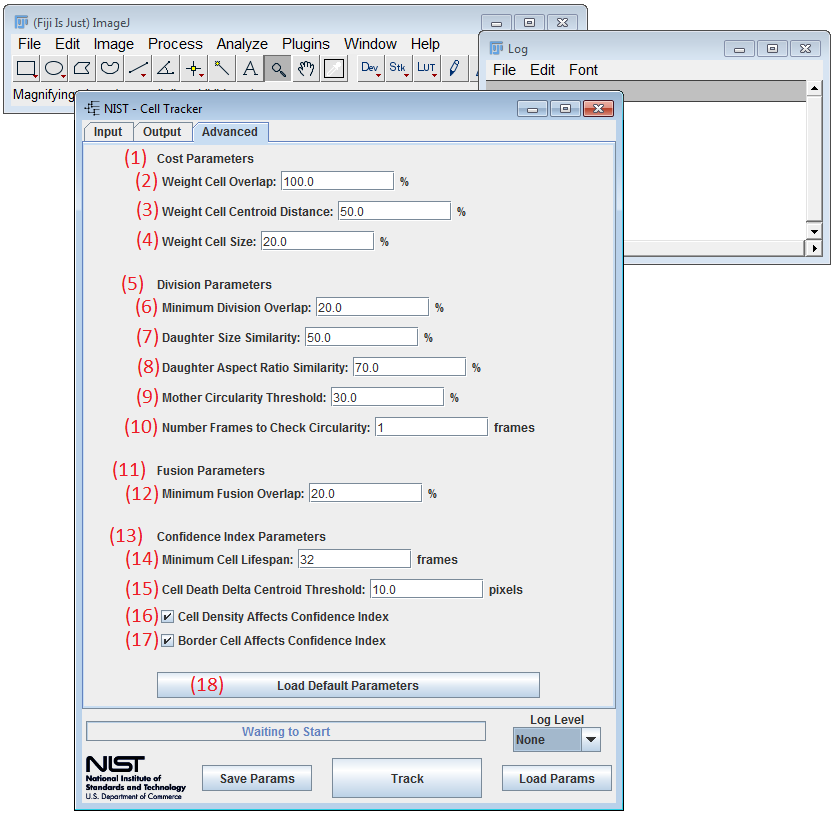 (Fiji Is Just) ImageJ
File Edit Image Process Analyze Plugins Window Help
Dev Stk LUT
Log
File Edit Font
NIST - Cell Tracker
Input Output Advanced
(1) Cost Parameters
(2) Weight Cell Overlap: 100.0 %
(3) Weight Cell Centroid Distance: 50.0 %
(4) Weight Cell Size: 20.0 %
(5) Division Parameters
(6) Minimum Division Overlap: 20.0 %
(7) Daughter Size Similarity: 50.0 %
(8) Daughter Aspect Ratio Similarity: 70.0 %
(9) Mother Circularity Threshold: 30.0 %
(10) Number Frames to Check Circularity: 1 frames
(11) Fusion Parameters
(12) Minimum Fusion Overlap: 20.0 %
(13) Confidence Index Parameters
(14) Minimum Cell Lifespan: 32 frames
(15) Cell Death Delta Centroid Threshold: 10.0 pixels
(16) Cell Density Affects Confidence Index
(17) Border Cell Affects Confidence Index
(18) Load Default Parameters
Waiting to Start
Log Level
None
NIST
National Institute of
Standards and Technology
U.S. Department of Commerce
Save Params Track Load Params